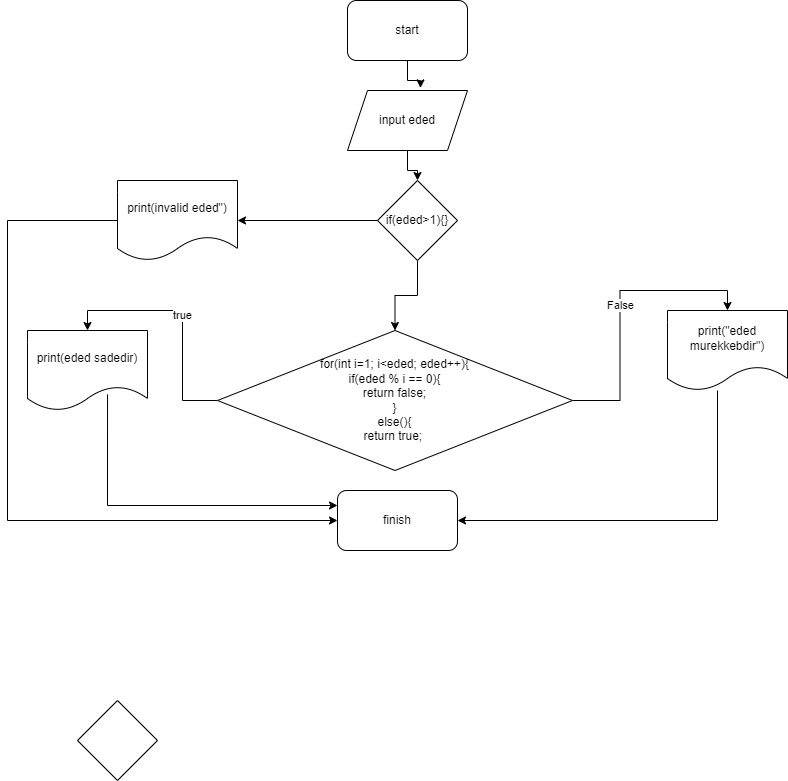 start
input eded
print(invalid eded")
if(eded>1){}
true
False
print(eded sadedir)
for(int i=1; i<eded; eded++){
if(eded % i == 0){
return false;
}
else(){
return true;
print("eded
murekkebdir")
finish